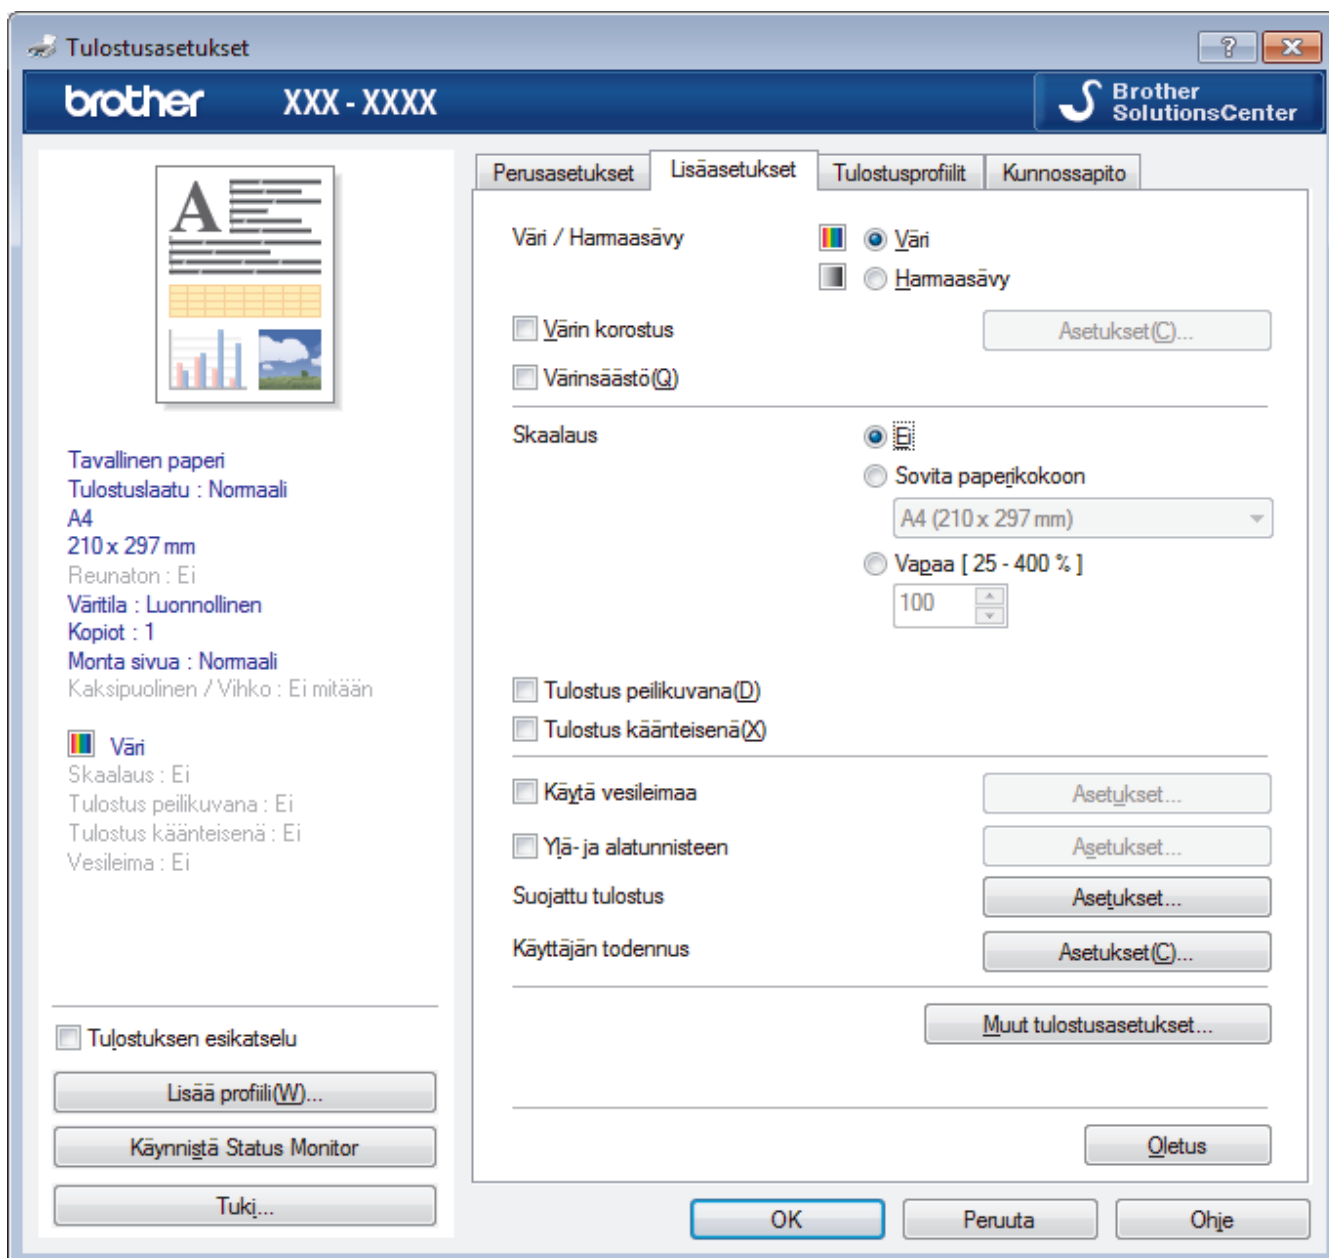 Tulostusasetukset
brother XXX - XXXX
Brother
SolutionsCenter
Perusasetukset Lisäasetukset Tulostusprofiilit Kunnossapito
A
Tavallinen paperi
Tulostuslaatu : Normaali
A4
210 x 297 mm
Reunaton : Ei
Väritila : Luonnollinen
Kopiot : 1
Monta sivua : Normaali
Kaksipuolinen / Vihko : Ei mitään
Väri
Skaalaus : Ei
Tulostus peilikuvana : Ei
Tulostus käänteisenä : Ei
Vesileima : Ei
Tulostuksen esikatselu
Lisää profiili(W)...
Käynnistä Status Monitor
Tuki...
Väri / Harmaasävy
Väri
Harmaasävy
Värin korostus Asetukset(C)...
Värinsäästö(Q)
Skaalaus Ei
Sovita paperikokoon
A4 (210 x 297 mm)
Vapaa [ 25 - 400 % ]
100
Tulostus peilikuvana(D)
Tulostus käänteisenä(X)
Käytä vesileimaa Asetukset...
Ylä- ja alatunnisteen Asetukset...
Suojattu tulostus Asetukset...
Käyttäjän todennus Asetukset(C)...
Muut tulostusasetukset...
Oletus
OK Peruuta Ohje